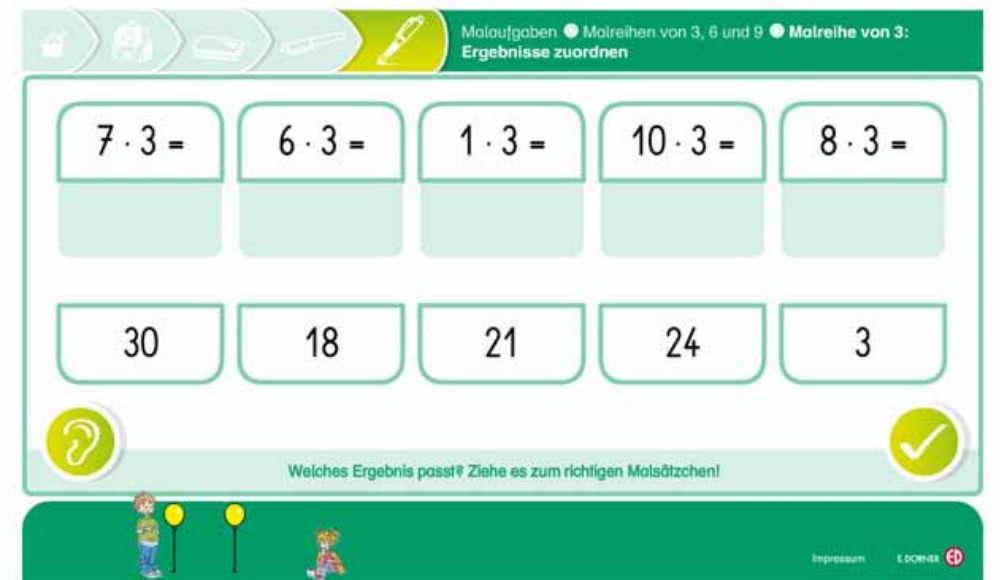 Malaufgaben Malreihen von 3, 6 und 9 Malreihe von 3:
Ergebnisse zuordnen
7 · 3 =
6 · 3 =
1 · 3 =
10 · 3 =
8 · 3 =
30
18
21
24
3
Welches Ergebnis passt? Ziehe es zum richtigen Malsätzchen!
Impressum
E. DORNER ED